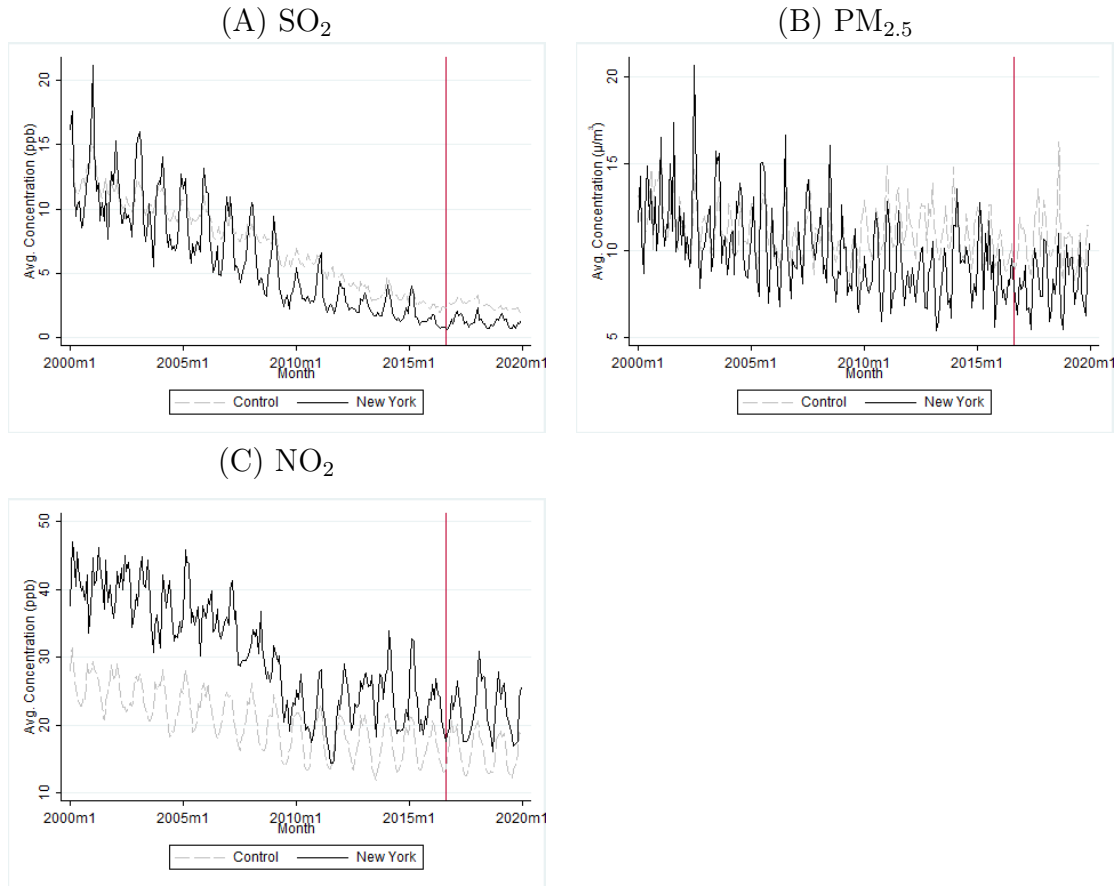 (A) SO₂
Avg. Concentration (ppb)
20
15
10
5
0
2000m1 2005m1 2010m1 2015m1 2020m1
Month
Control New York
(B) PM₂.₅
Avg. Concentration (μ/m³)
20
15
10
5
2000m1 2005m1 2010m1 2015m1 2020m1
Month
Control New York
(C) NO₂
Avg. Concentration (ppb)
50
40
30
20
10
2000m1 2005m1 2010m1 2015m1 2020m1
Month
Control New York